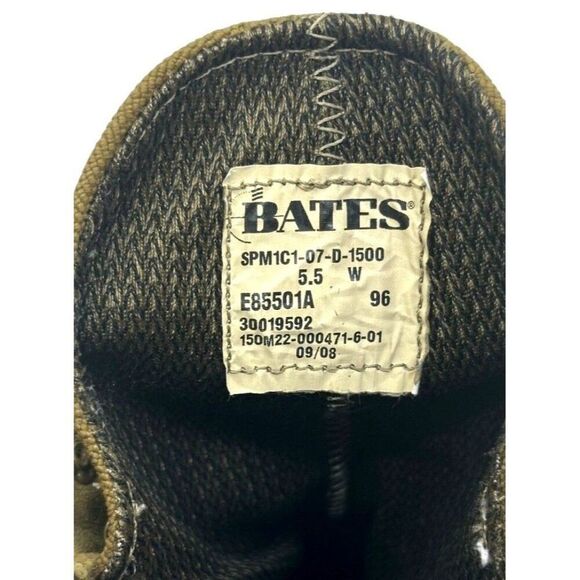 BATES®
SPM1C1-07-D-1500
5.5 W
E85501A 96
30019592
150M22-000471-6-01
09/08